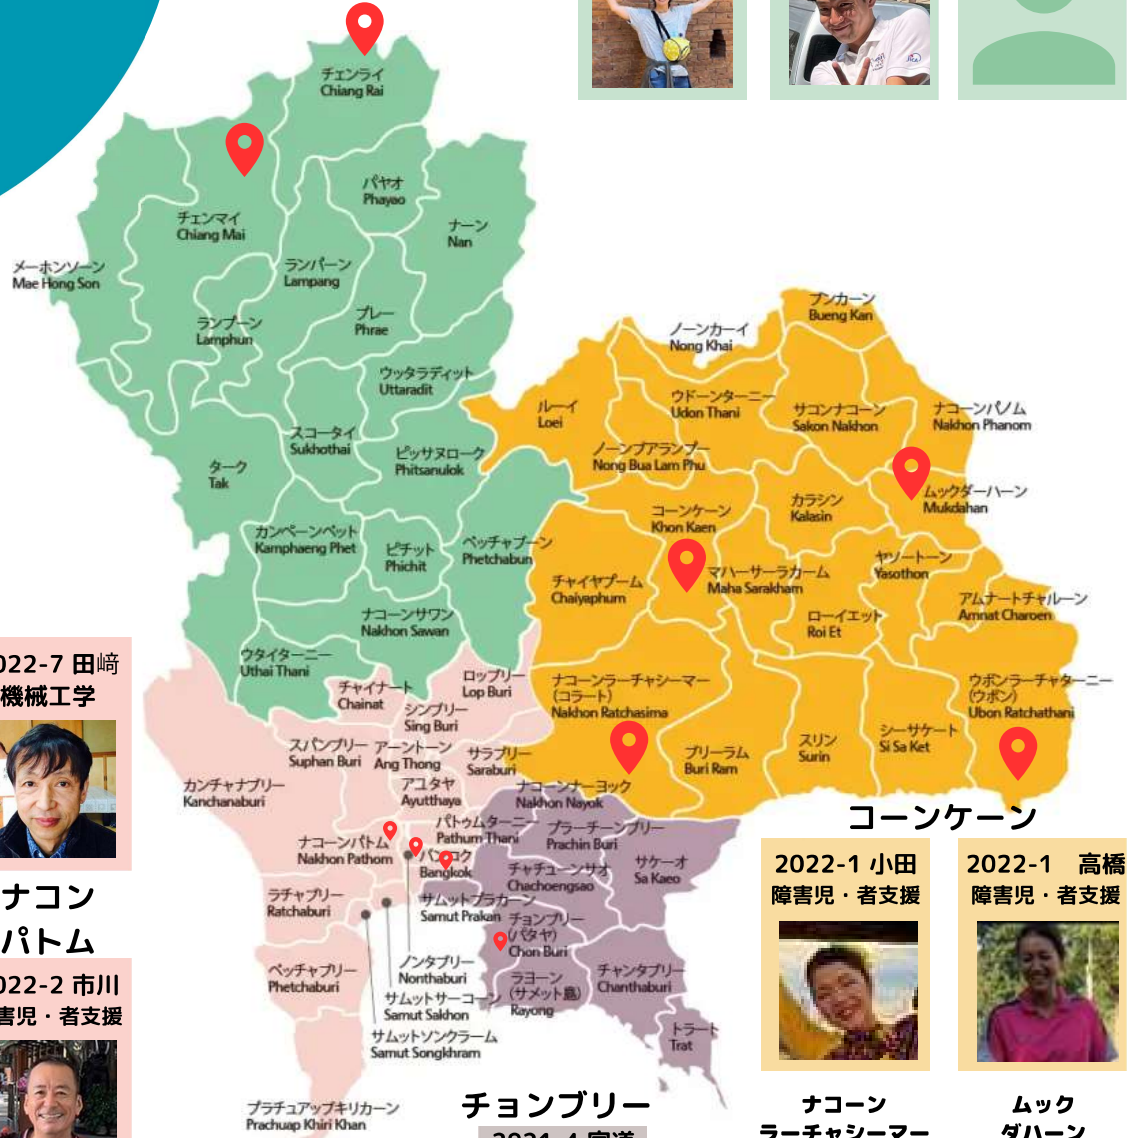 チェンライ
Chiang Rai
パヤオ
Phayao
チェンマイ
Chiang Mai
ナーン
Nan
メーホンソーン
Mae Hong Son
ランパーン
Lampang
ランプーン
Lamphun
プレー
Phrae
ブンカーン
Bueng Kan
ノーンカーイ
Nong Khai
ウッタラディット
Uttaradit
ルーイ
Loei
ウドーンターニー
Udon Thani
サコンナコーン
Sakon Nakhon
ナコーンパノム
Nakhon Phanom
スコータイ
Sukhothai
ピッサヌローク
Phitsanulok
ノーンブアランプー
Nong Bua Lam Phu
ターク
Tak
ムックダーハーン
Mukdahan
カラシン
Kalasin
コーンケーン
Khon Kaen
カンペーンペット
Kamphaeng Phet
ピチット
Phichit
ペッチャブーン
Phetchabun
ヤソートーン
Yasothon
チャイヤプーム
Chaiyaphum
マハーサーラカーム
Maha Sarakham
アムナートチャルーン
Amnat Charoen
ナコーンサワン
Nakhon Sawan
ローイエット
Roi Et
ウタイターニー
Uthai Thani
チャイナート
Chainat
ロッブリー
Lop Buri
ナコーンラーチャシーマー
(コラート)
Nakhon Ratchasima
ウボンラーチャターニー
(ウボン)
Ubon Ratchathani
シンブリー
Sing Buri
スパンブリー
Suphan Buri
アーントーン
Ang Thong
サラブリー
Saraburi
ブリーラム
Buri Ram
スリン
Surin
シーサケート
Si Sa Ket
カンチャナブリー
Kanchanaburi
アユタヤ
Ayutthaya
ナコーンナーヨック
Nakhon Nayok
パトゥムターニー
Pathum Thani
プラーチーンブリー
Prachin Buri
ナコーンパトム
Nakhon Pathom
バンコク
Bangkok
チャチューンサオ
Chachoengsao
サケーオ
Sa Kaeo
ラチャブリー
Ratchaburi
サムットプラカーン
Samut Prakan
チョンブリー
(パタヤ)
Chon Buri
ペッチャブリー
Phetchaburi
ノンタブリー
Nonthaburi
ラヨーン
(サメット島)
Rayong
チャンタブリー
Chanthaburi
サムットサーコーン
Samut Sakhon
サムットソンクラーム
Samut Songkhram
トラート
Trat
プラチュアップキリカーン
Prachuap Khiri Khan
022-7 田﨑
機械工学
ナコン
パトム
022-2 市川
害児・者支援
コーンケーン
2022-1 小田
障害児・者支援
2022-1 高橋
障害児・者支援
チョンブリー
ナコーン
ラーチャシーマー
ムック
ダハーン